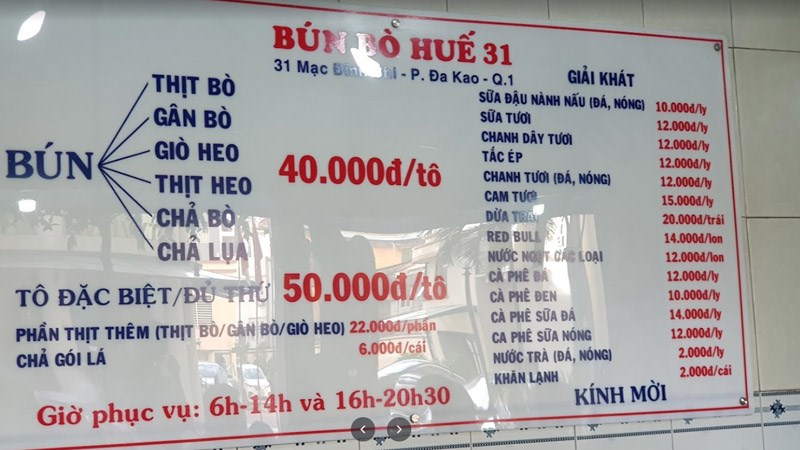 BÚN BÒ HUẾ 31
31 Mạc Đĩnh Chi - P. Đa Kao - Q.1
BÚN
THỊT BÒ
GÂN BÒ
GIÒ HEO
THỊT HEO
CHẢ BÒ
CHẢ LỤA
40.000đ/tô
TÔ ĐẶC BIỆT/ĐỦ THỨ 50.000đ/tô
PHẦN THỊT THÊM (THỊT BÒ/GÂN BÒ/GIÒ HEO) 22.000đ/phần
CHẢ GÓI LÁ 6.000đ/cái
Giờ phục vụ: 6h-14h và 16h-20h30
GIẢI KHÁT
SỮA ĐẬU NÀNH NẤU (ĐÁ, NÓNG) 10.000đ/ly
SỮA TƯƠI 12.000đ/ly
CHANH DÂY TƯƠI 12.000đ/ly
TẮC ÉP 12.000đ/ly
CHANH TƯƠI (ĐÁ, NÓNG) 12.000đ/ly
CAM TƯƠI 15.000đ/ly
DỪA TRÁI 20.000đ/trái
RED BULL 14.000đ/lon
NƯỚC NGỌT CÁC LOẠI 12.000đ/lon
CÀ PHÊ ĐÁ 12.000đ/ly
CÀ PHÊ ĐEN 10.000đ/ly
CÀ PHÊ SỮA ĐÁ 14.000đ/ly
CA PHÊ SỮA NÓNG 12.000đ/ly
NƯỚC TRÀ (ĐÁ, NÓNG) 2.000đ/ly
KHĂN LẠNH 2.000đ/cái
KÍNH MỜI